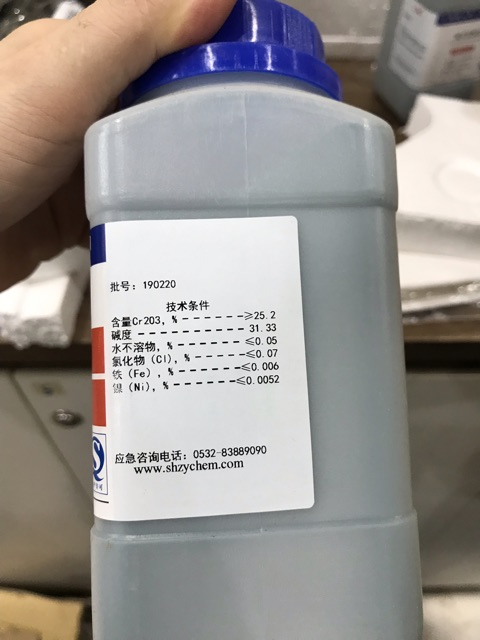 批号：190220
技术条件
含量Cr2O3，% - - - - - - -≥25.2
碱度 - - - - - - - - - - - - 31.33
水不溶物，% - - - - - - - -≤0.05
氯化物（Cl），% - - - - - -≤0.07
铁（Fe），% - - - - - - - -≤0.006
镍（Ni），% - - - - - - - -≤0.0052
应急咨询电话：0532-83889090
www.shzychem.com